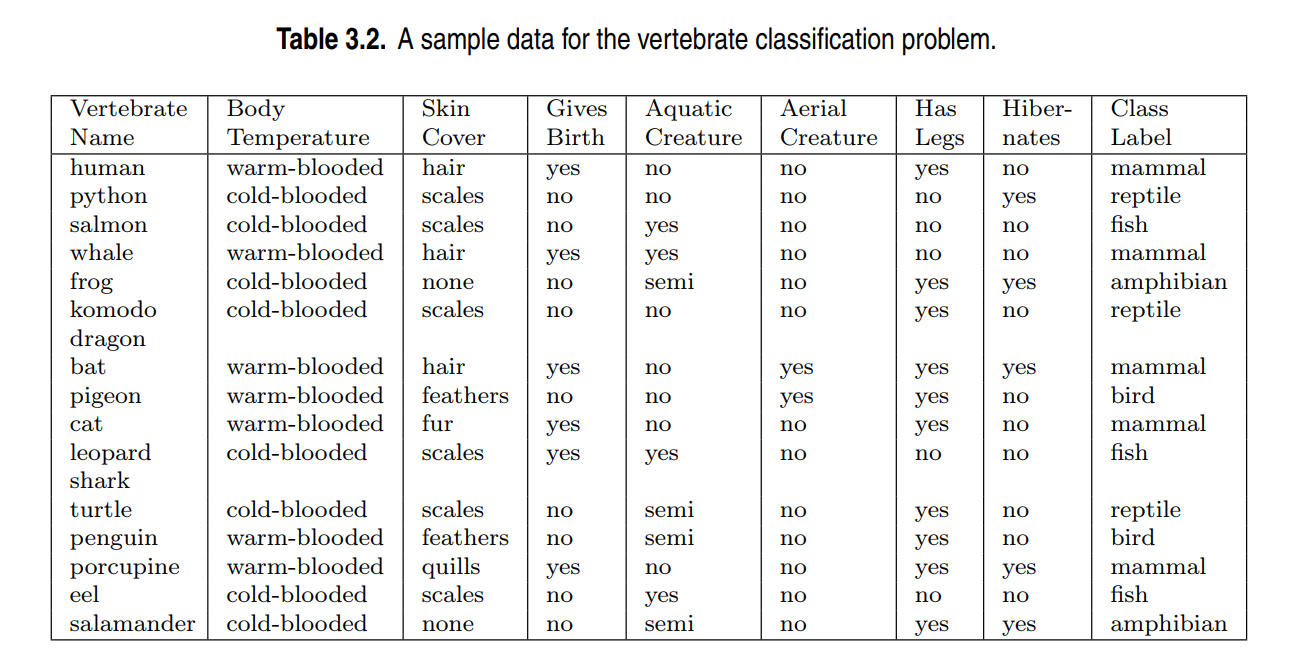 Table 3.2. A sample data for the vertebrate classification problem.
Vertebrate Body Skin Gives Aquatic Aerial Has Hiber- Class
Name Temperature Cover Birth Creature Creature Legs nates Label
human warm-blooded hair yes no no yes no mammal
python cold-blooded scales no no no no yes reptile
salmon cold-blooded scales no yes no no no fish
whale warm-blooded hair yes yes no no no mammal
frog cold-blooded none no semi no yes yes amphibian
komodo cold-blooded scales no no no yes no reptile
dragon
bat warm-blooded hair yes no yes yes yes mammal
pigeon warm-blooded feathers no no yes yes no bird
cat warm-blooded fur yes no no yes no mammal
leopard cold-blooded scales yes yes no no no fish
shark
turtle cold-blooded scales no semi no yes no reptile
penguin warm-blooded feathers no semi no yes no bird
porcupine warm-blooded quills yes no no yes yes mammal
eel cold-blooded scales no yes no no no fish
salamander cold-blooded none no semi no yes yes amphibian